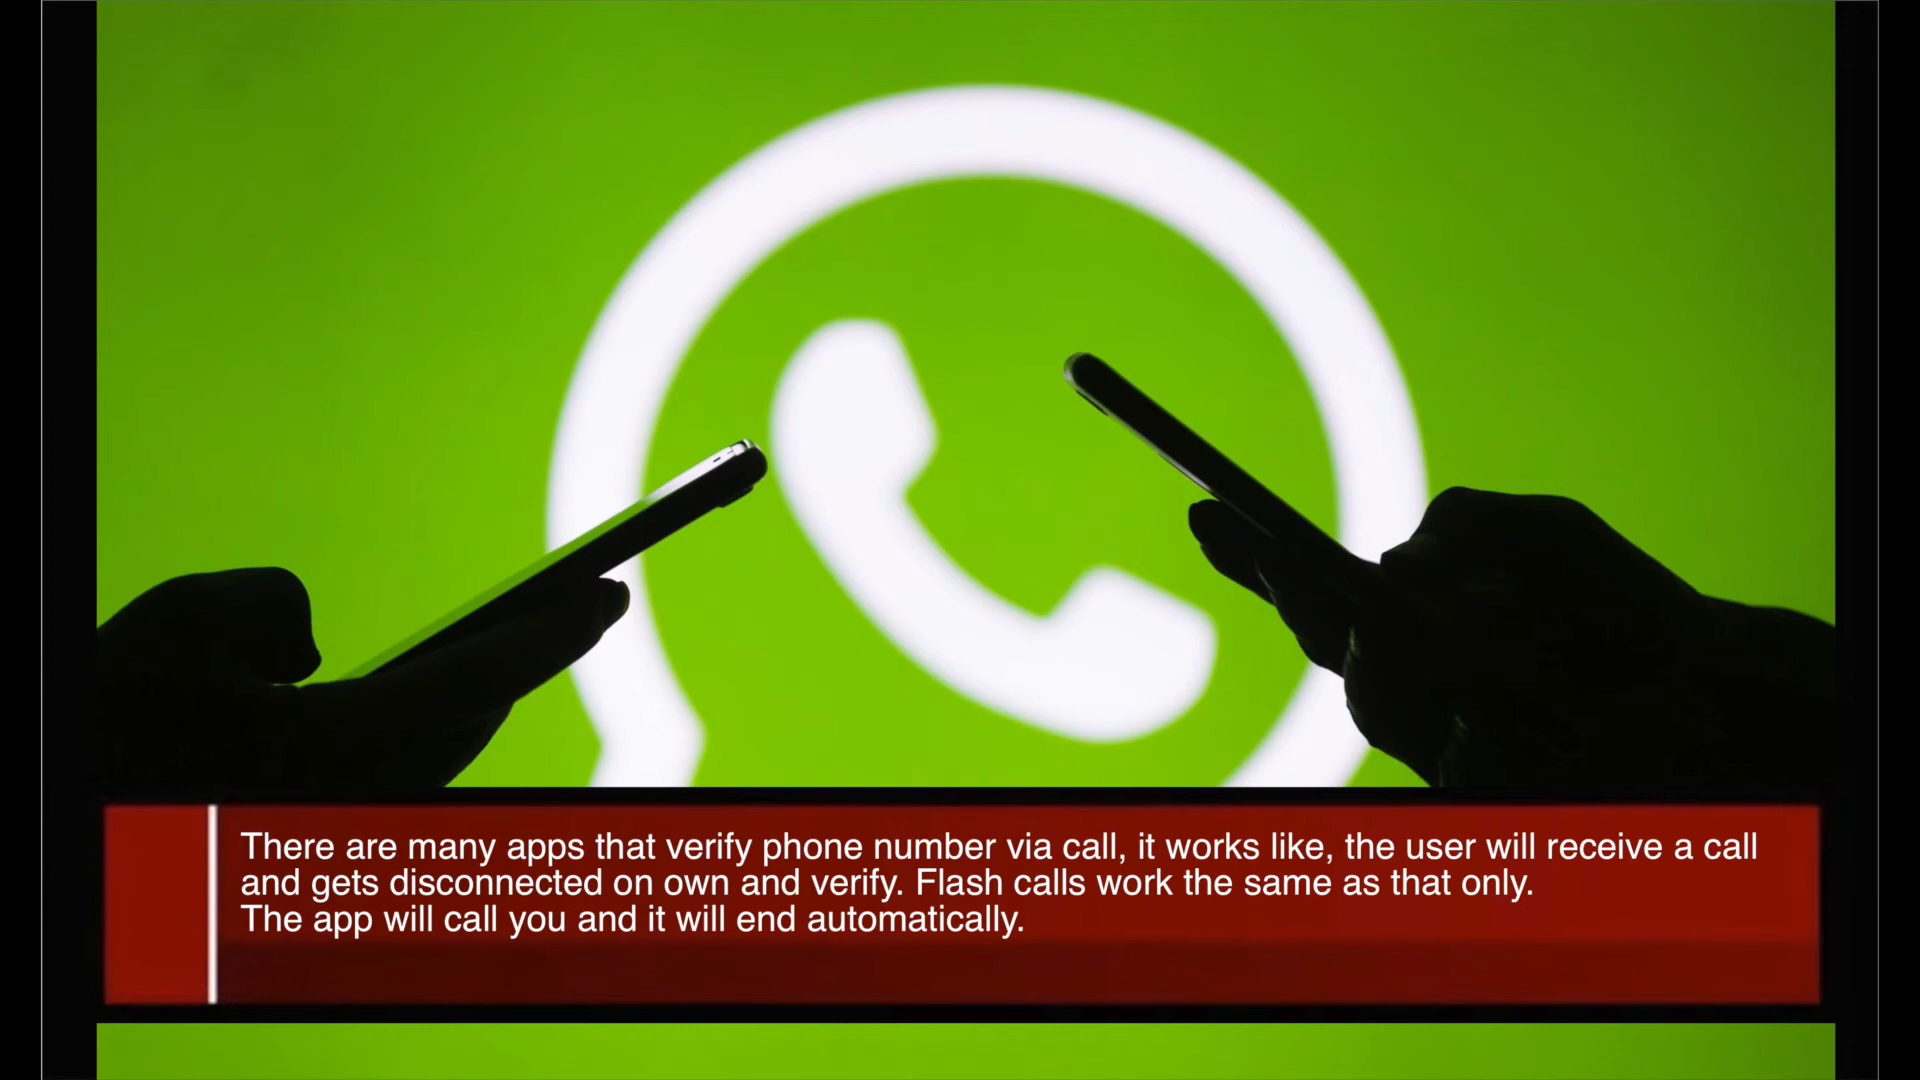 There are many apps that verify phone number via call, it works like, the user will receive a call
and gets disconnected on own and verify. Flash calls work the same as that only.
The app will call you and it will end automatically.